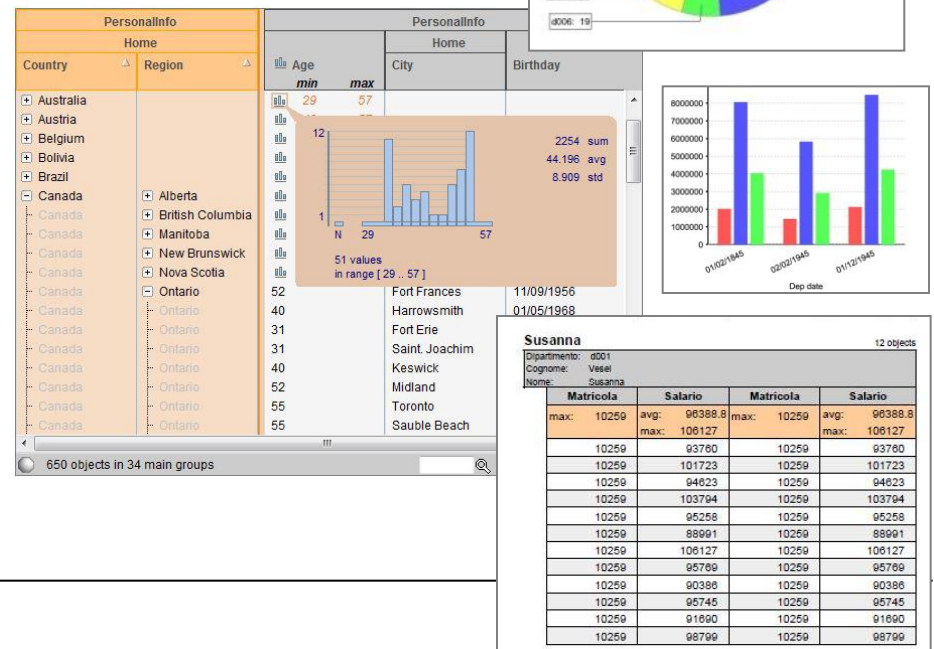 d006: 19
PersonalInfo PersonalInfo
Home Home
Country Region Age City Birthday
min max
Australia 29 57
Austria
Belgium
Bolivia
Brazil
Canada Alberta
Canada British Columbia
Canada Manitoba
Canada New Brunswick
Canada Nova Scotia
Canada Ontario 52 Fort Frances 11/09/1956
Canada Ontario 40 Harrowsmith 01/05/1968
Canada Ontario 31 Fort Erie
Canada Ontario 31 Saint. Joachim
Canada Ontario 40 Keswick
Canada Ontario 52 Midland
Canada Ontario 55 Toronto
Canada Ontario 55 Sauble Beach
650 objects in 34 main groups
12
2254 sum
44.196 avg
8.909 std
1
N 29 57
51 values
in range [ 29 .. 57 ]
8000000
7000000
6000000
5000000
4000000
3000000
2000000
1000000
0
01/02/1845 02/02/1945 01/12/1945
Dep date
Susanna 12 objects
Dipartimento: d001
Cognome: Vesel
Nome: Susanna
Matricola Salario Matricola Salario
max: 10259 avg: 96388.8 max: 10259 avg: 96388.8
max: 106127 max: 106127
10259 93760 10259 93760
10259 101723 10259 101723
10259 94623 10259 94623
10259 103794 10259 103794
10259 95258 10259 95258
10259 88991 10259 88991
10259 106127 10259 106127
10259 95769 10259 95769
10259 90386 10259 90386
10259 95745 10259 95745
10259 91690 10259 91690
10259 98799 10259 98799